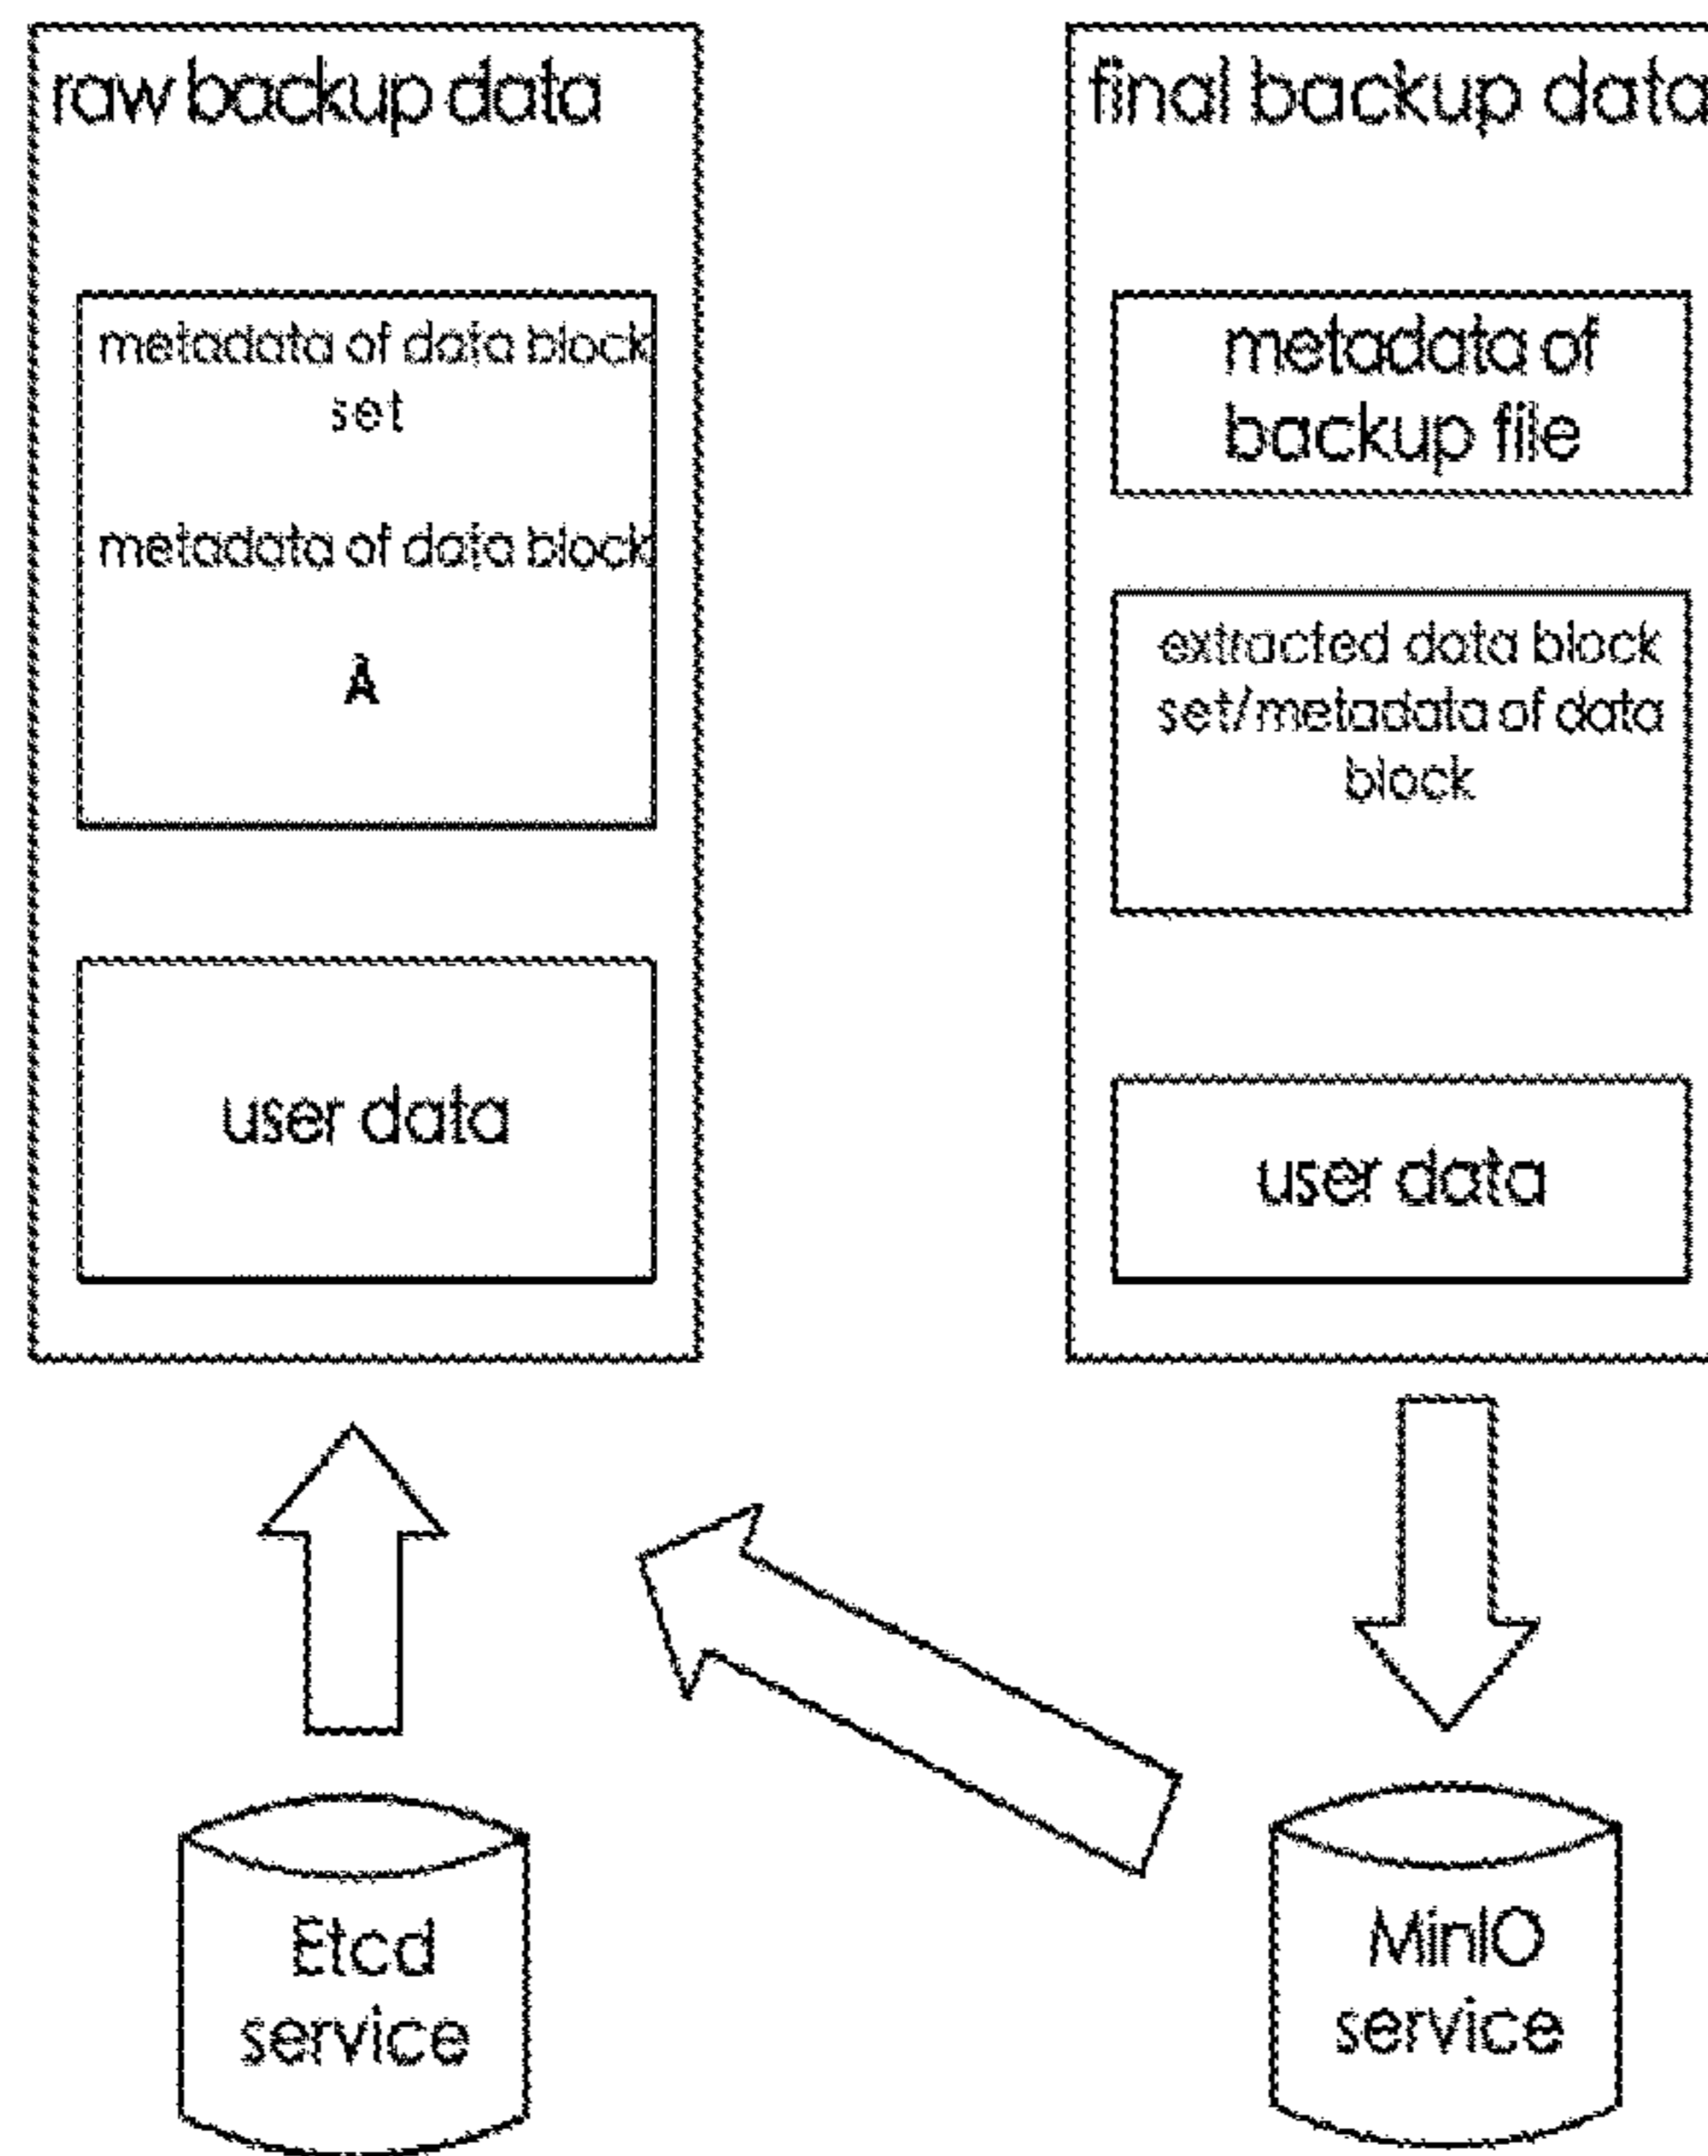 raw backup data
metadata of data block
set
metadata of data block
A
user data
final backup data
metadata of
backup file
extracted data block
set/metadata of data
block
user data
Etcd
service
MinIO
service